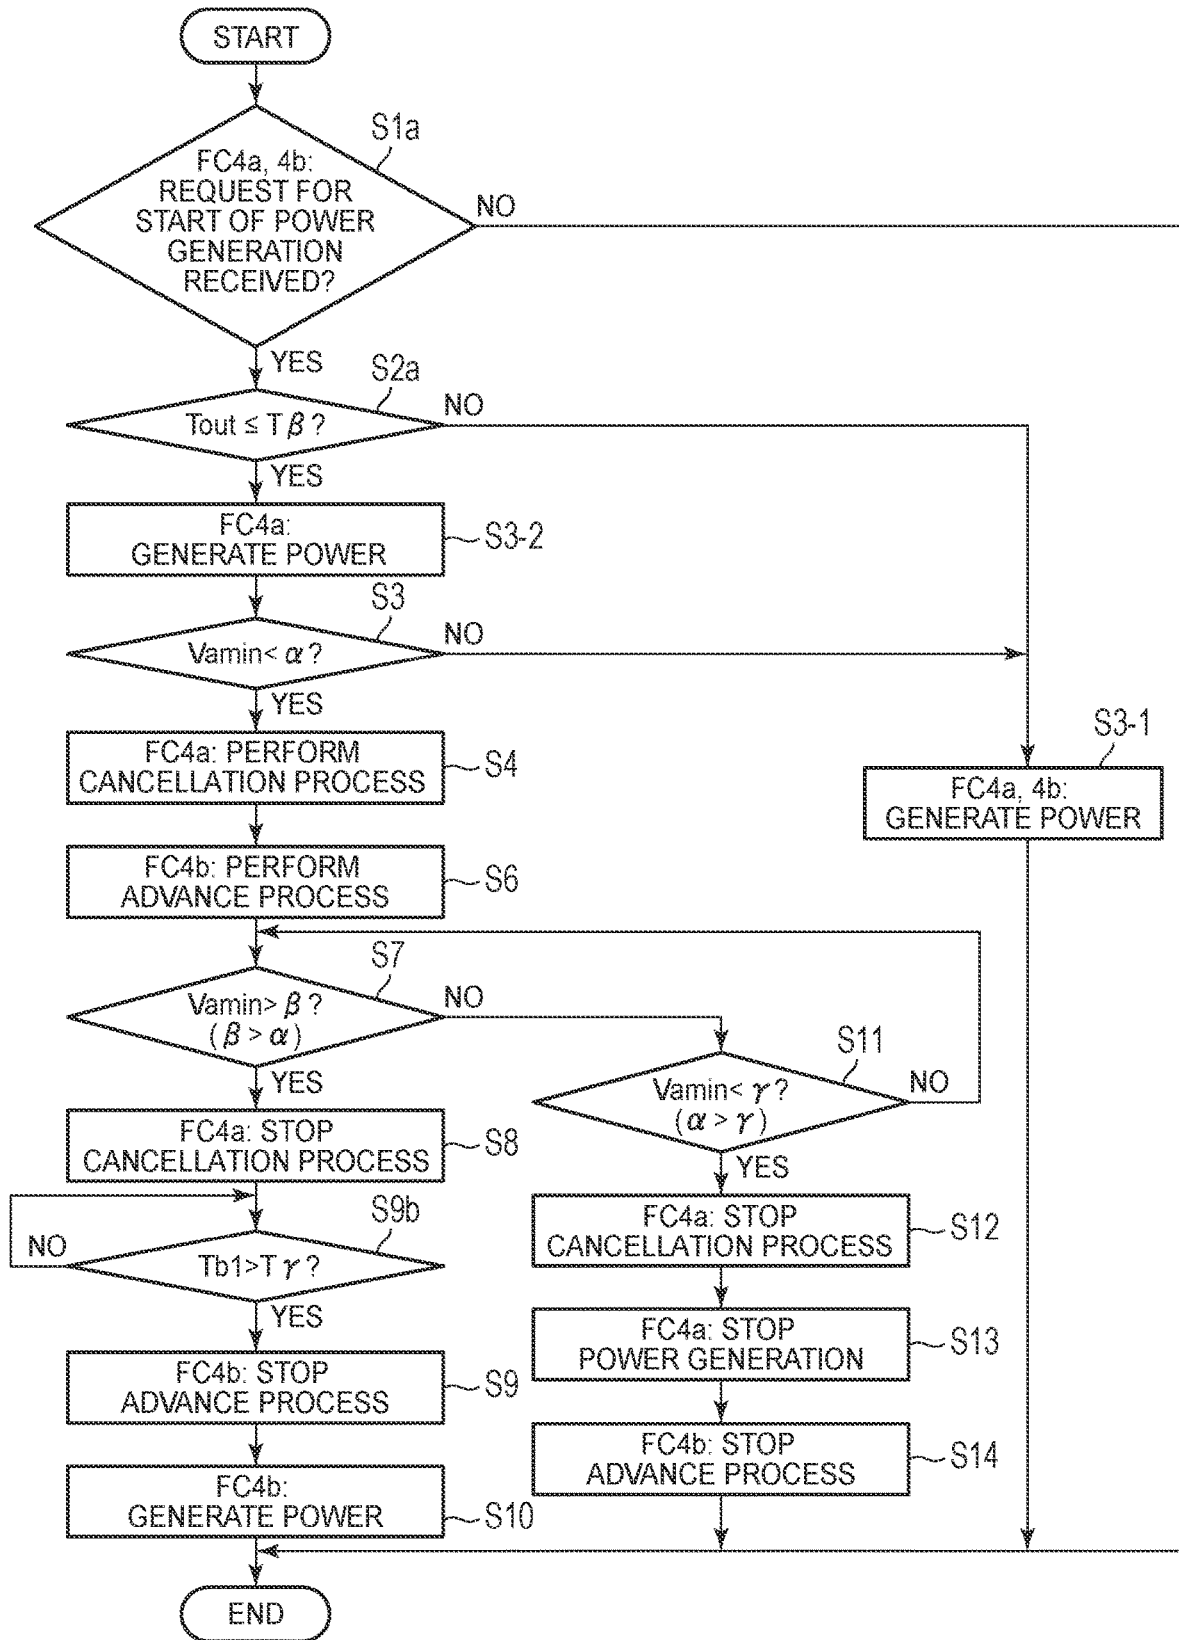 START
S1a
FC4a, 4b:
REQUEST FOR
START OF POWER
GENERATION
RECEIVED?
NO
YES
S2a
Tout ≤ Tβ?
NO
YES
FC4a:
GENERATE POWER
S3-2
S3
Vamin< α?
NO
YES
S3-1
FC4a, 4b:
GENERATE POWER
FC4a: PERFORM
CANCELLATION PROCESS
S4
FC4b: PERFORM
ADVANCE PROCESS
S6
S7
Vamin> β?
(β > α)
NO
YES
S11
Vamin< γ?
(α > γ)
NO
YES
FC4a: STOP
CANCELLATION PROCESS
S8
S9b
NO
Tb1>Tγ?
YES
FC4a: STOP
CANCELLATION PROCESS
S12
FC4a: STOP
POWER GENERATION
S13
FC4b: STOP
ADVANCE PROCESS
S9
FC4b: STOP
ADVANCE PROCESS
S14
FC4b:
GENERATE POWER
S10
END